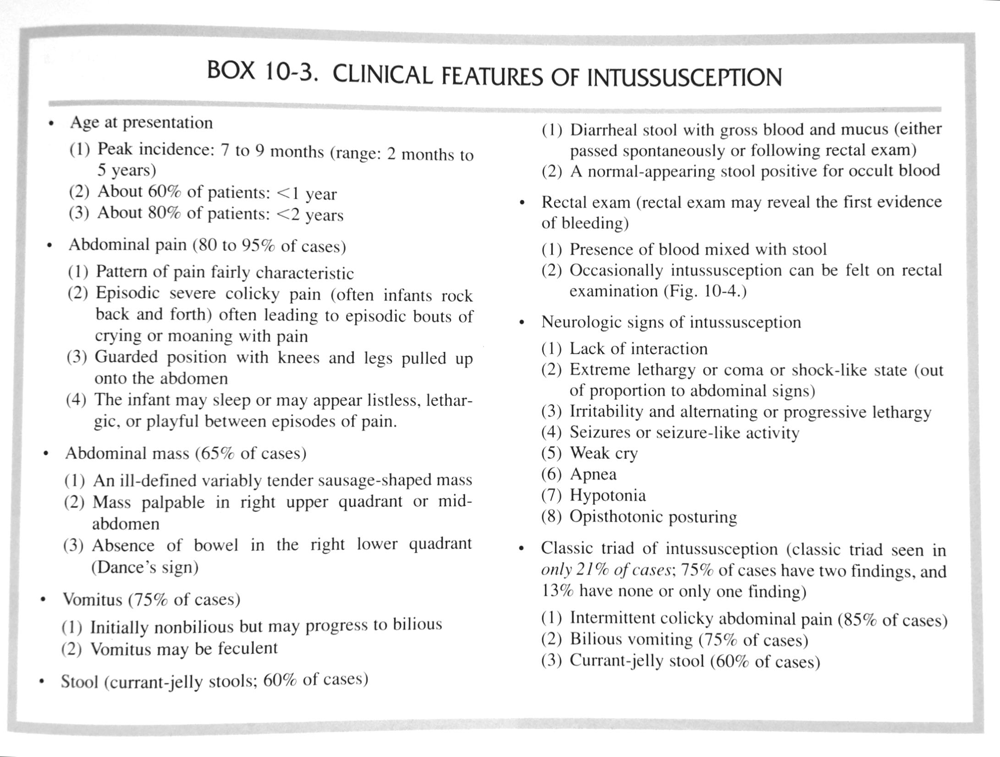 BOX 10-3. CLINICAL FEATURES OF INTUSSUSCEPTION
• Age at presentation
(1) Peak incidence: 7 to 9 months (range: 2 months to
5 years)
(2) About 60% of patients: <1 year
(3) About 80% of patients: <2 years
• Abdominal pain (80 to 95% of cases)
(1) Pattern of pain fairly characteristic
(2) Episodic severe colicky pain (often infants rock
back and forth) often leading to episodic bouts of
crying or moaning with pain
(3) Guarded position with knees and legs pulled up
onto the abdomen
(4) The infant may sleep or may appear listless, lethar-
gic, or playful between episodes of pain.
• Abdominal mass (65% of cases)
(1) An ill-defined variably tender sausage-shaped mass
(2) Mass palpable in right upper quadrant or mid-
abdomen
(3) Absence of bowel in the right lower quadrant
(Dance's sign)
• Vomitus (75% of cases)
(1) Initially nonbilious but may progress to bilious
(2) Vomitus may be feculent
• Stool (currant-jelly stools; 60% of cases)
(1) Diarrheal stool with gross blood and mucus (either
passed spontaneously or following rectal exam)
(2) A normal-appearing stool positive for occult blood
• Rectal exam (rectal exam may reveal the first evidence
of bleeding)
(1) Presence of blood mixed with stool
(2) Occasionally intussusception can be felt on rectal
examination (Fig. 10-4.)
• Neurologic signs of intussusception
(1) Lack of interaction
(2) Extreme lethargy or coma or shock-like state (out
of proportion to abdominal signs)
(3) Irritability and alternating or progressive lethargy
(4) Seizures or seizure-like activity
(5) Weak cry
(6) Apnea
(7) Hypotonia
(8) Opisthotonic posturing
• Classic triad of intussusception (classic triad seen in
only 21% of cases; 75% of cases have two findings, and
13% have none or only one finding)
(1) Intermittent colicky abdominal pain (85% of cases)
(2) Bilious vomiting (75% of cases)
(3) Currant-jelly stool (60% of cases)